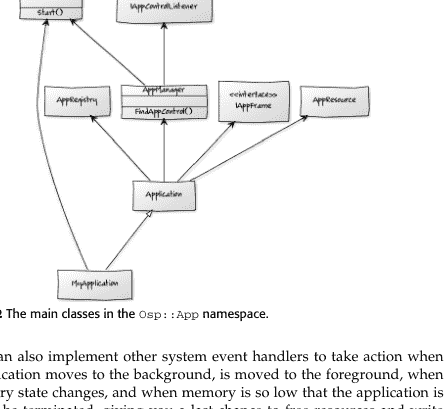 Start()
IAppControlListener
AppManager
FindAppControl()
AppRegistry
<<interface>>
IAppFrame
AppResource
Application
MyApplication
The main classes in the Osp::App namespace.
an also implement other system event handlers to take action when
ication moves to the background, is moved to the foreground, when
ry state changes, and when memory is so low that the application is
be terminated, giving you a last chance to free resources and write